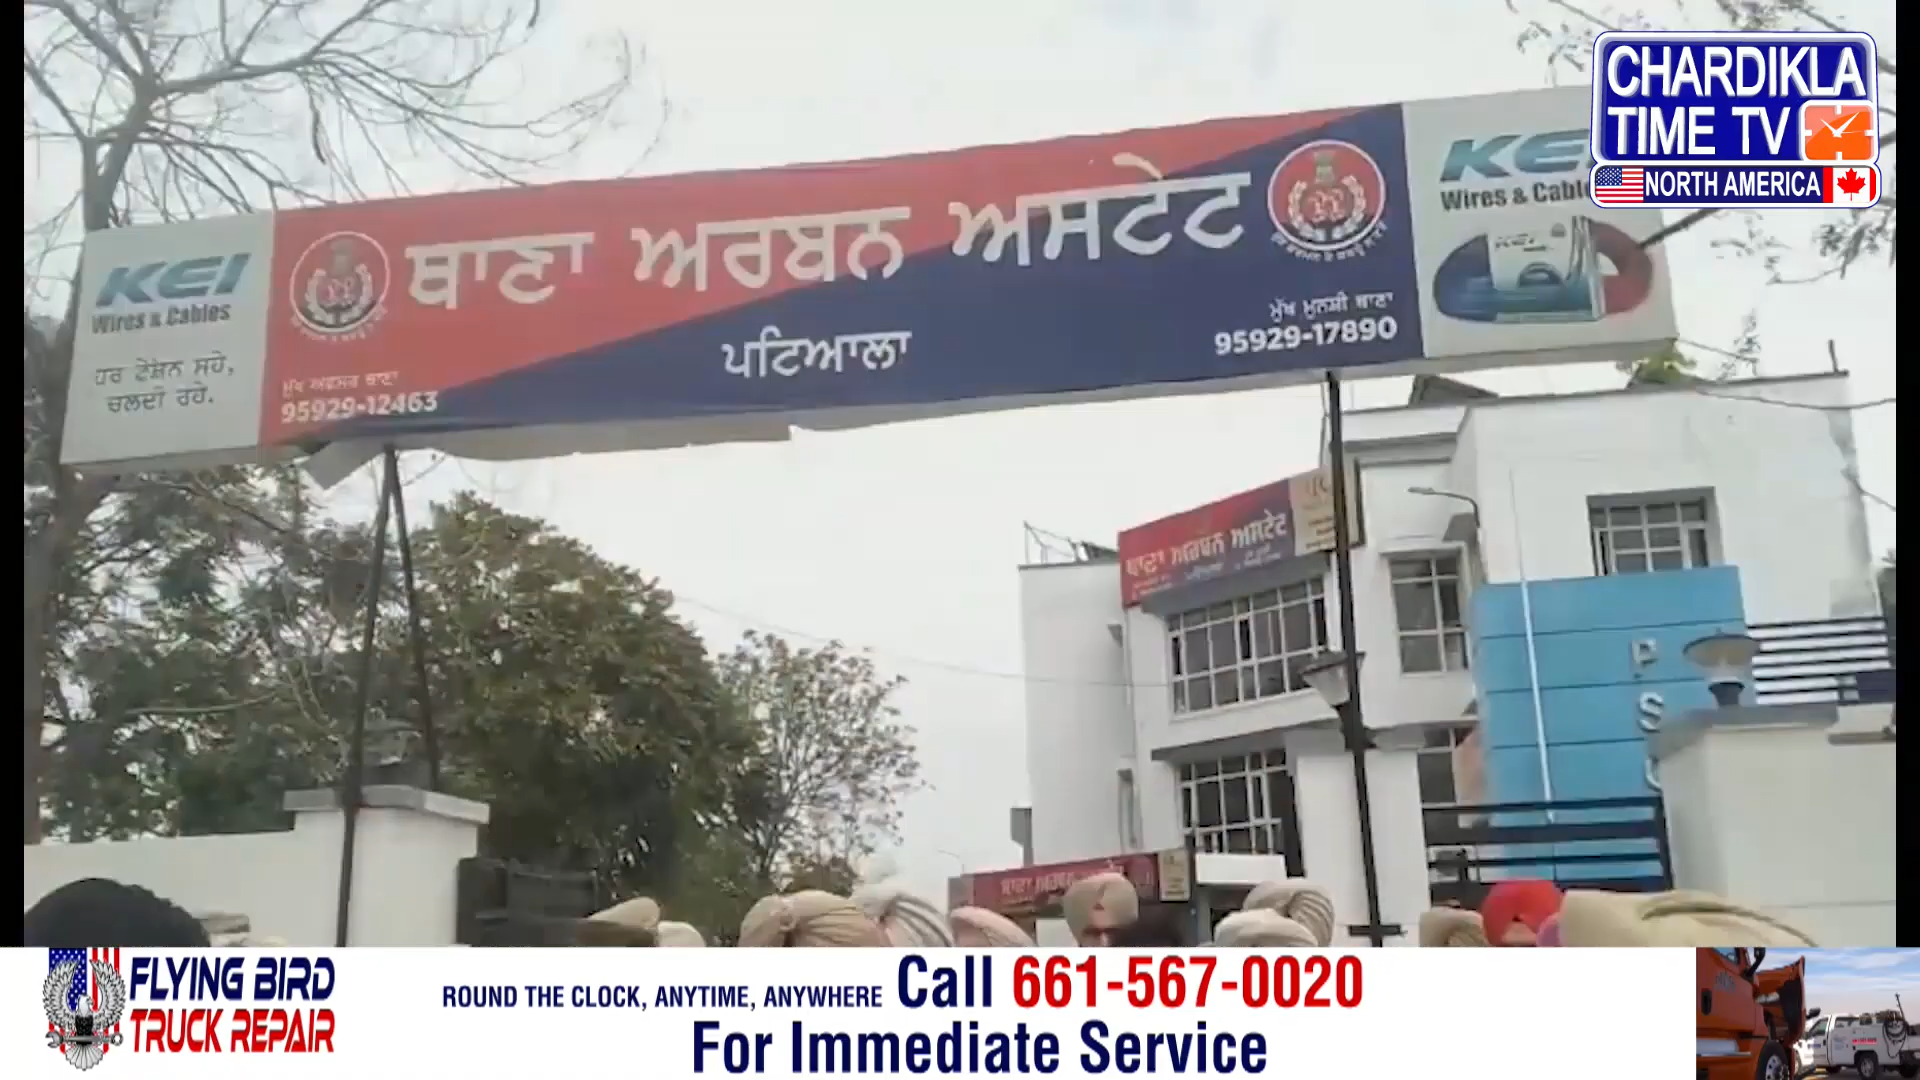 CHARDIKLA
TIME TV
NORTH AMERICA
KEI
Wires & Cables
ਹਰ ਟੈਂਸ਼ਨ ਸਹੇ,
ਚਲਦੀ ਰਹੇ.
ਥਾਣਾ ਅਰਬਨ ਅਸਟੇਟ
ਪਟਿਆਲਾ
ਮੁੱਖ ਅਫਸਰ ਥਾਣਾ
95929-12463
ਮੁੱਖ ਮੁਨਸ਼ੀ ਥਾਣਾ
95929-17890
KEI
Wires & Cabl
ਥਾਣਾ ਅਰਬਨ ਅਸਟੇਟ
ਥਾਣਾ ਅਰਬਨ
P
S
U
FLYING BIRD
TRUCK REPAIR
ROUND THE CLOCK, ANYTIME, ANYWHERE Call 661-567-0020
For Immediate Service